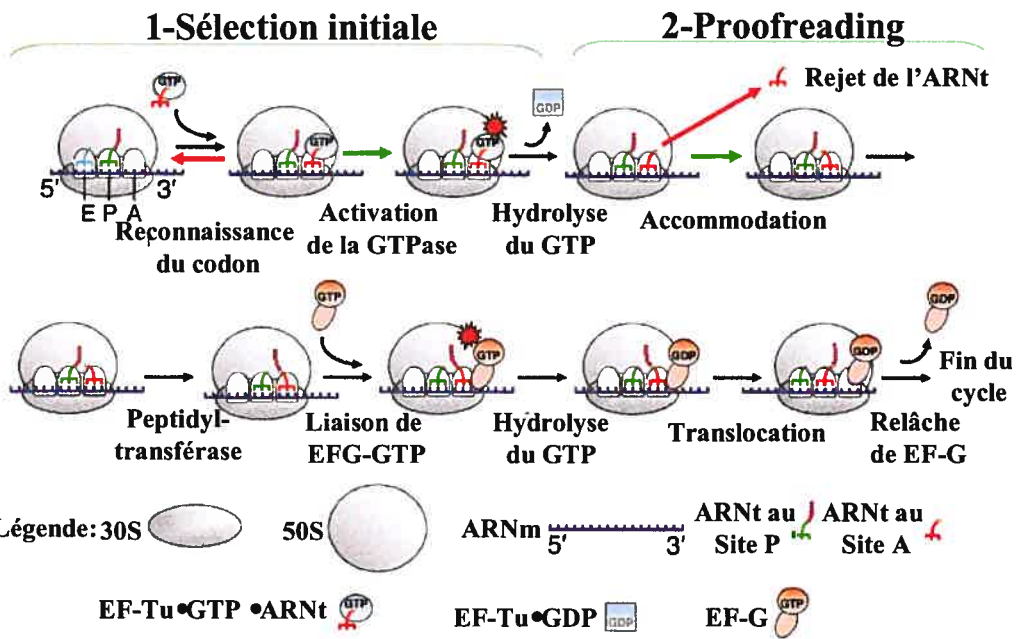 1-Sélection initiale
2-Proofreading
GTP
Rejet de l'ARNt
GDP
GTP
GTP
5'
3'
E P A
Reconnaissance
du codon
Activation
de la GTPase
Hydrolyse
du GTP
Accommodation
GTP
GTP
GDP
GDP
GDP
Fin du
cycle
Peptidyl-
transférase
Liaison de
EFG-GTP
Hydrolyse
du GTP
Translocation
Relâche
de EF-G
Légende: 30S
50S
ARNm
5'
3'
ARNt au
Site P
ARNt au
Site A
EF-Tu•GTP •ARNt
GTP
EF-Tu•GDP
GDP
EF-G
GTP